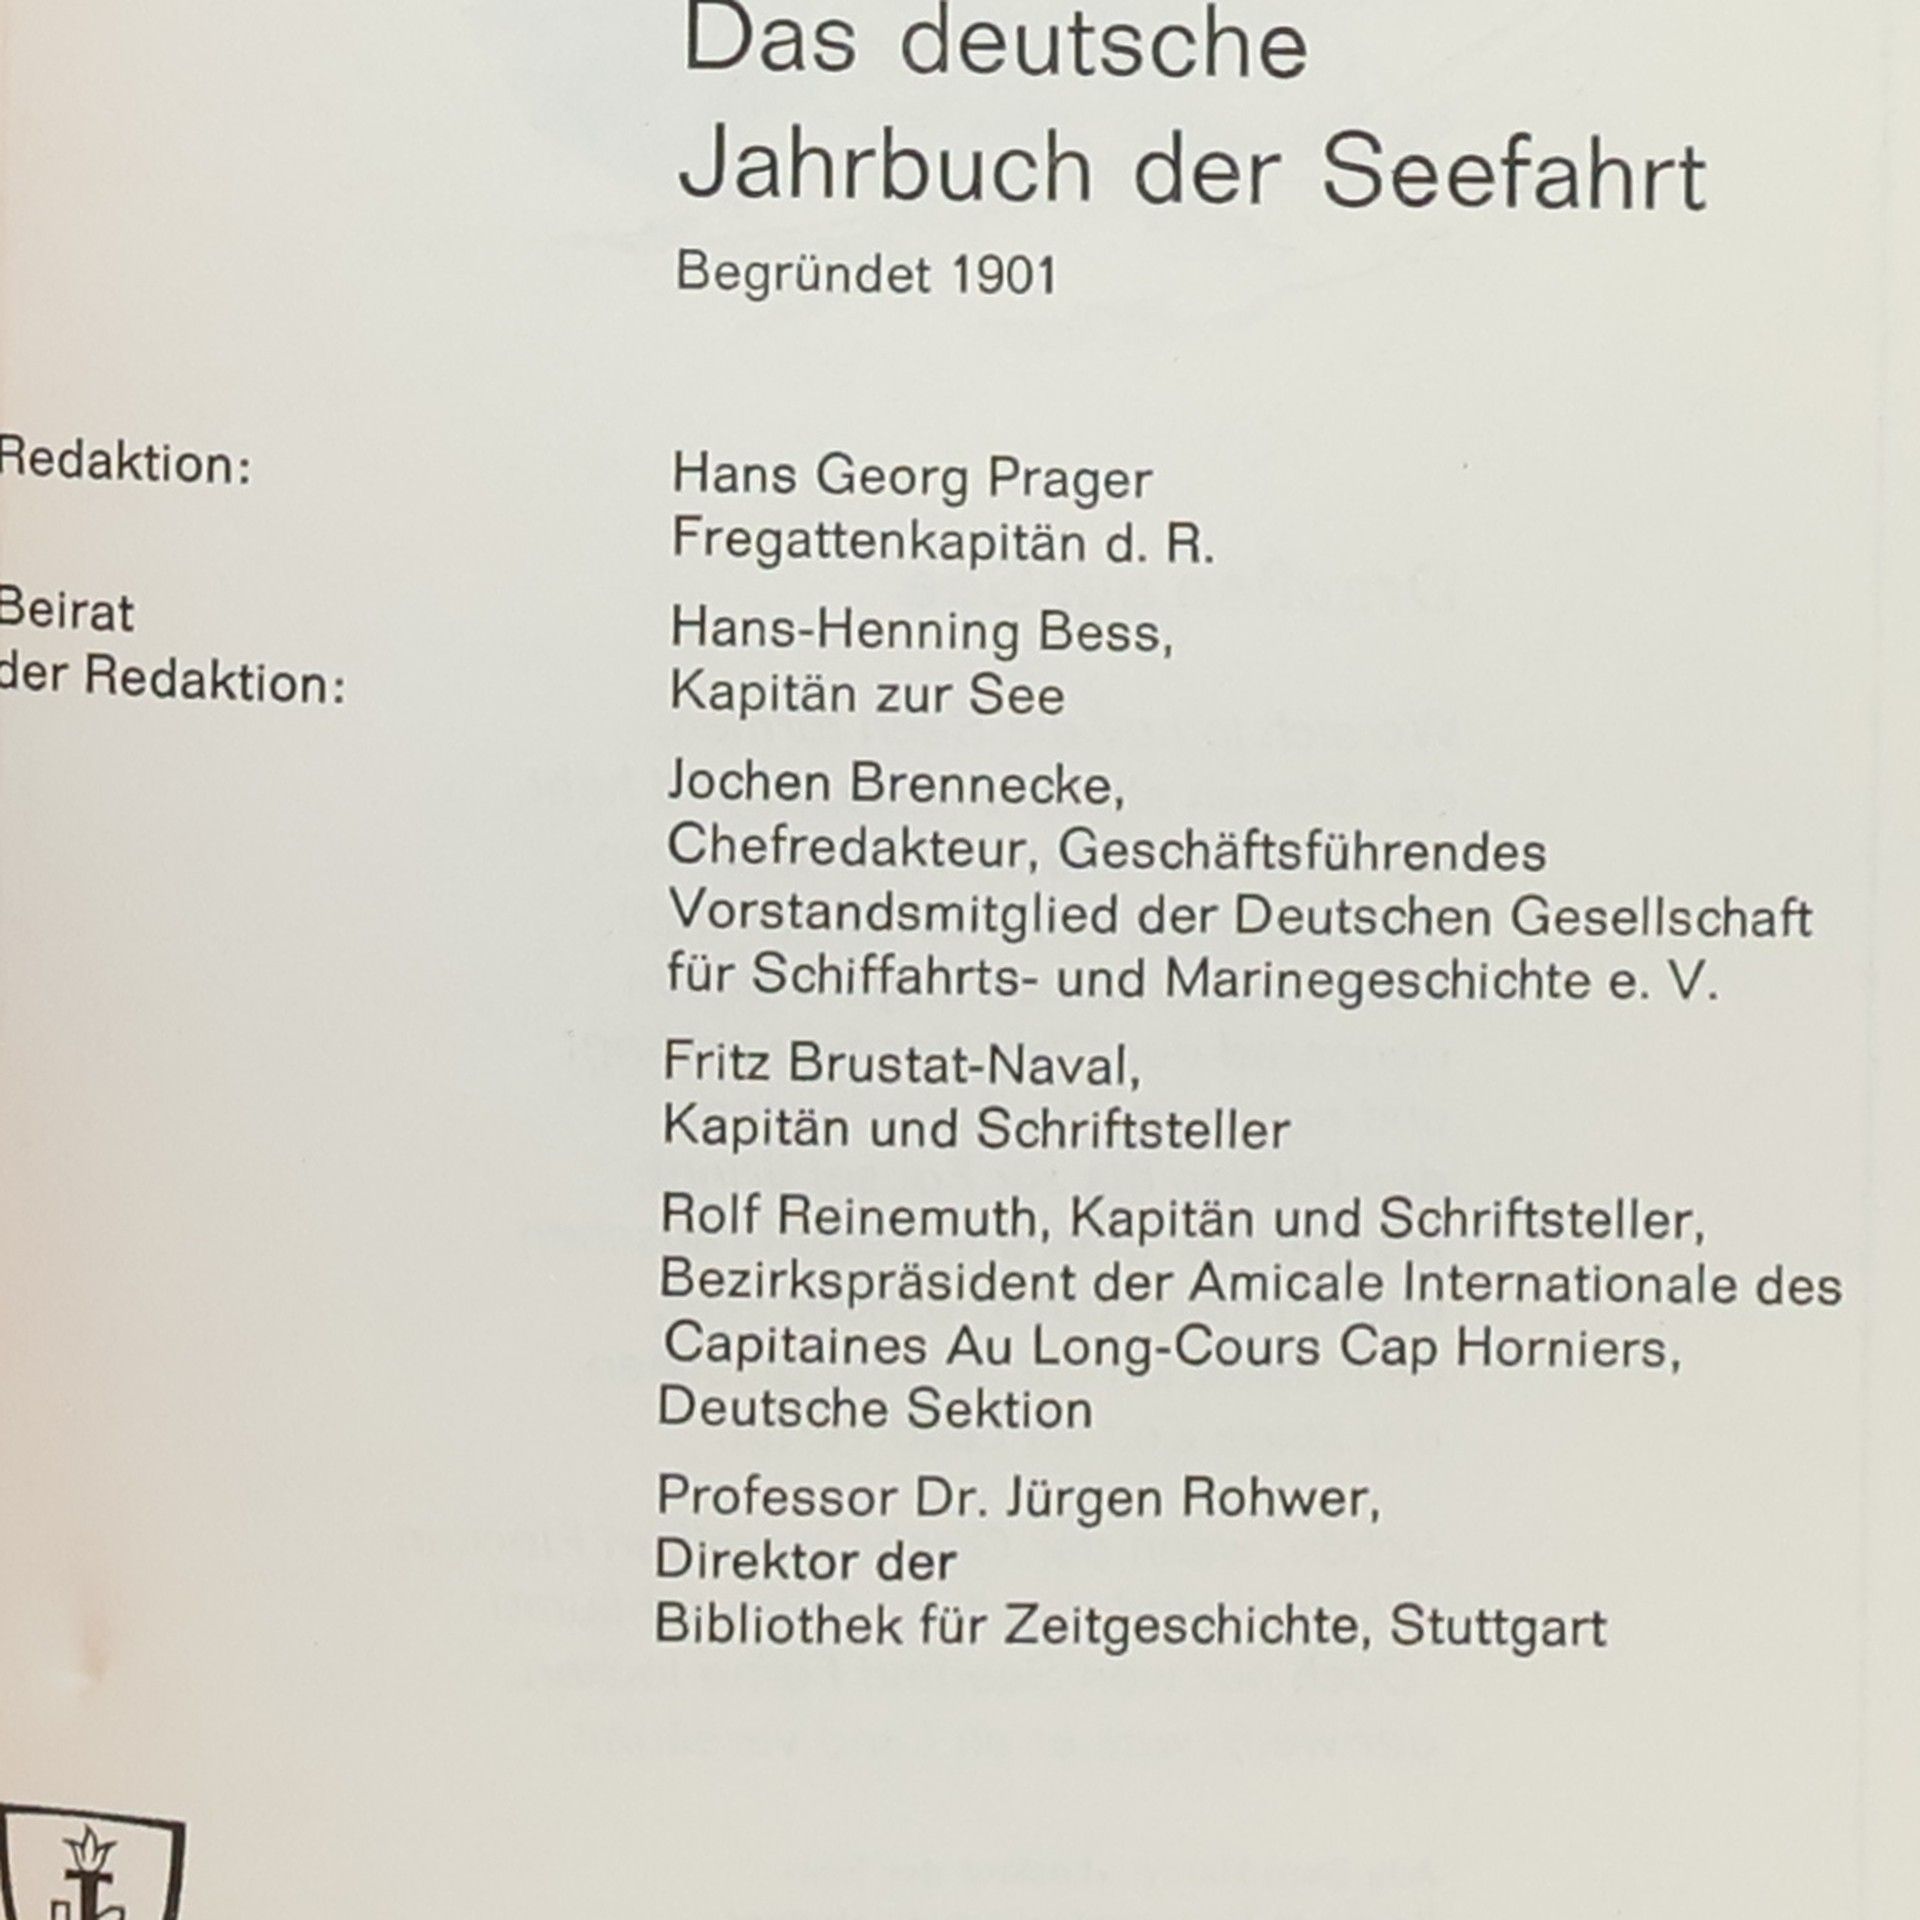 Das deutsche
Jahrbuch der Seefahrt
Begründet 1901
Redaktion:
Hans Georg Prager
Fregattenkapitän d. R.
Beirat
der Redaktion:
Hans-Henning Bess,
Kapitän zur See
Jochen Brennecke,
Chefredakteur, Geschäftsführendes
Vorstandsmitglied der Deutschen Gesellschaft
für Schiffahrts- und Marinegeschichte e. V.
Fritz Brustat-Naval,
Kapitän und Schriftsteller
Rolf Reinemuth, Kapitän und Schriftsteller,
Bezirkspräsident der Amicale Internationale des
Capitaines Au Long-Cours Cap Horniers,
Deutsche Sektion
Professor Dr. Jürgen Rohwer,
Direktor der
Bibliothek für Zeitgeschichte, Stuttgart